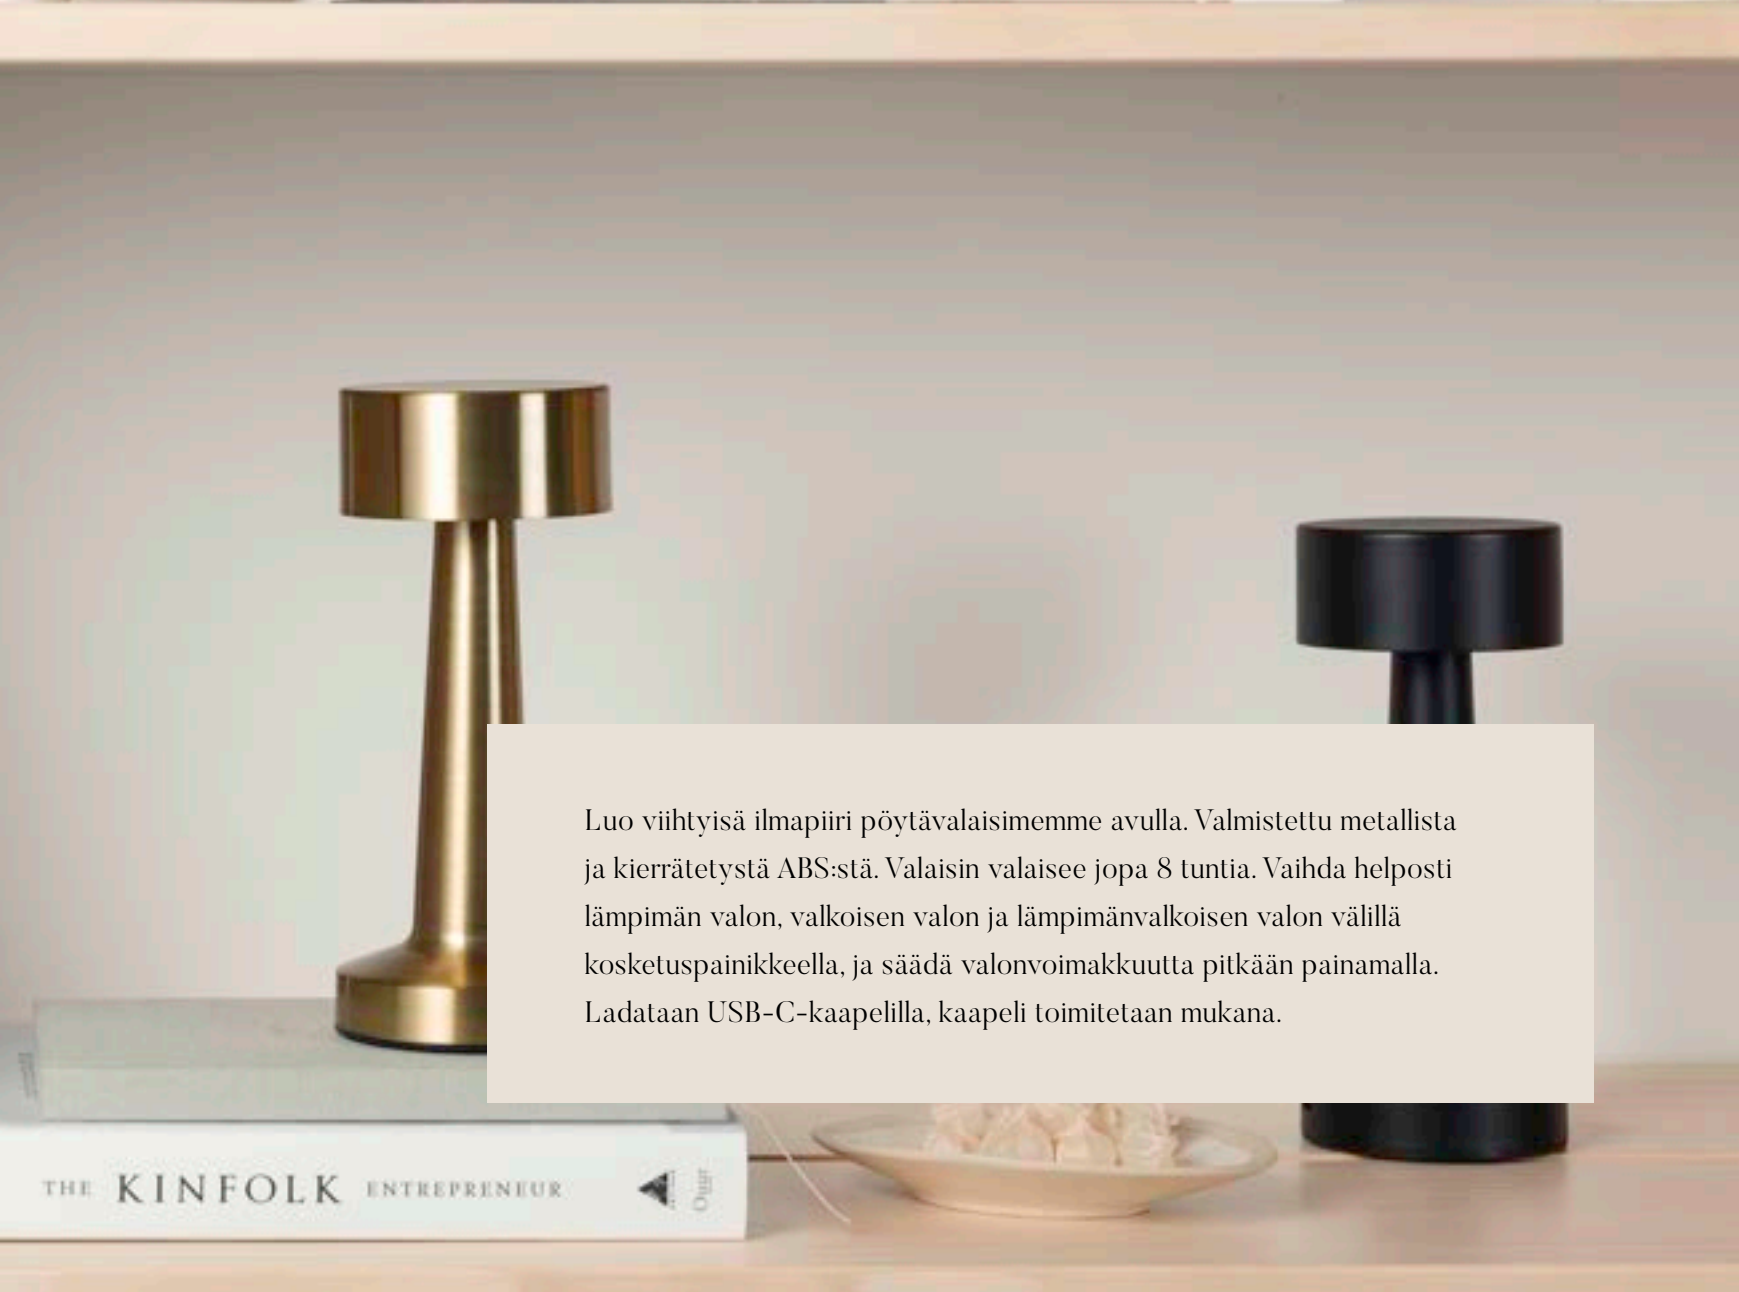 Luo viihtyisä ilmapiiri pöytävalaisimemme avulla. Valmistettu metallista
ja kierrätetystä ABS:stä. Valaisin valaisee jopa 8 tuntia. Vaihda helposti
lämpimän valon, valkoisen valon ja lämpimänvalkoisen valon välillä
kosketuspainikkeella, ja säädä valonvoimakkuutta pitkään painamalla.
Ladataan USB-C-kaapelilla, kaapeli toimitetaan mukana.
THE KINFOLK ENTREPRENEUR